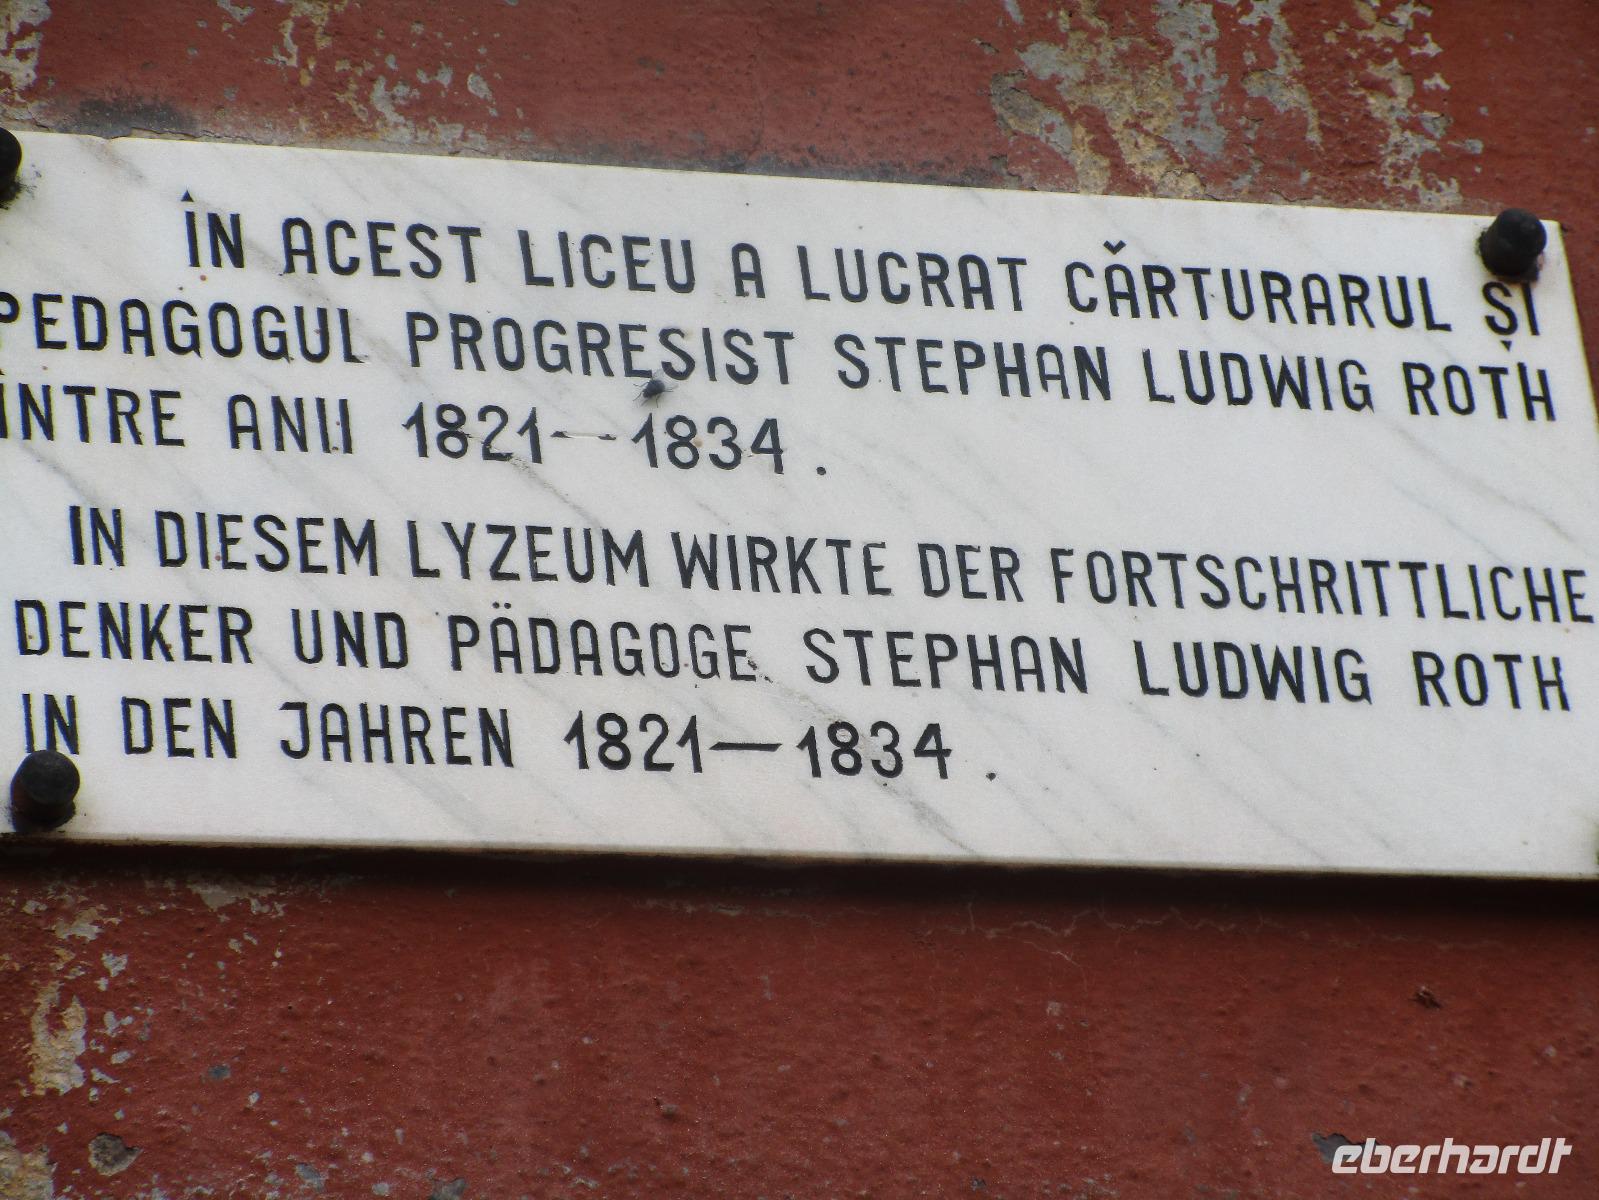 ÎN ACEST LICEU A LUCRAT CĂRTURARUL ȘI
PEDAGOGUL PROGRESIST STEPHAN LUDWIG ROTH
ÎNTRE ANII 1821—1834.
IN DIESEM LYZEUM WIRKTE DER FORTSCHRITTLICHE
DENKER UND PÄDAGOGE STEPHAN LUDWIG ROTH
IN DEN JAHREN 1821—1834.
eberhardt